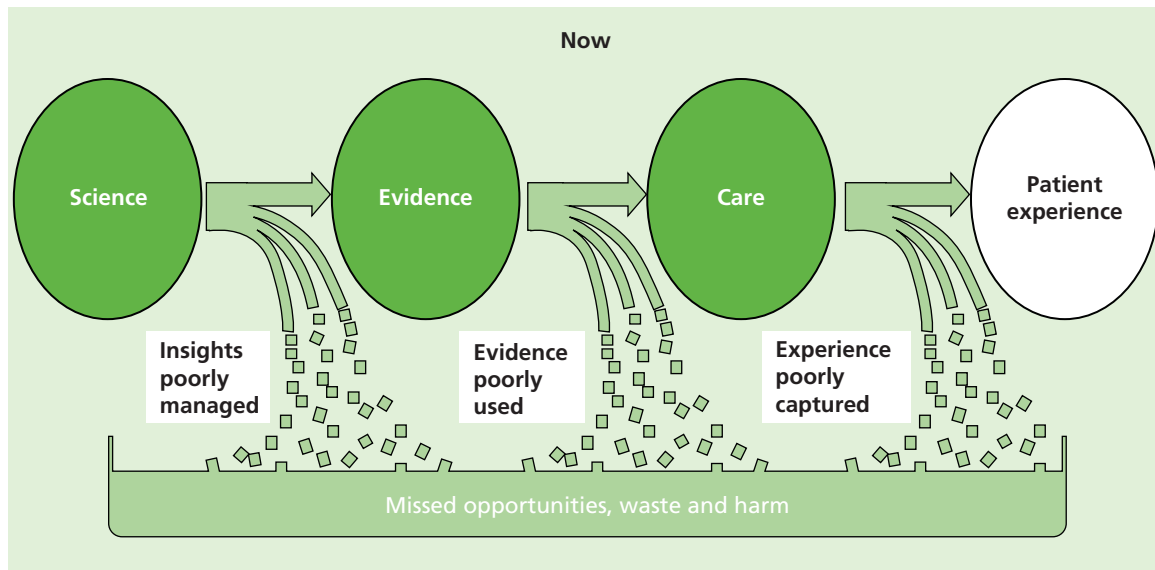 Now
Science
Evidence
Care
Patient
experience
Insights
poorly
managed
Evidence
poorly
used
Experience
poorly
captured
Missed opportunities, waste and harm